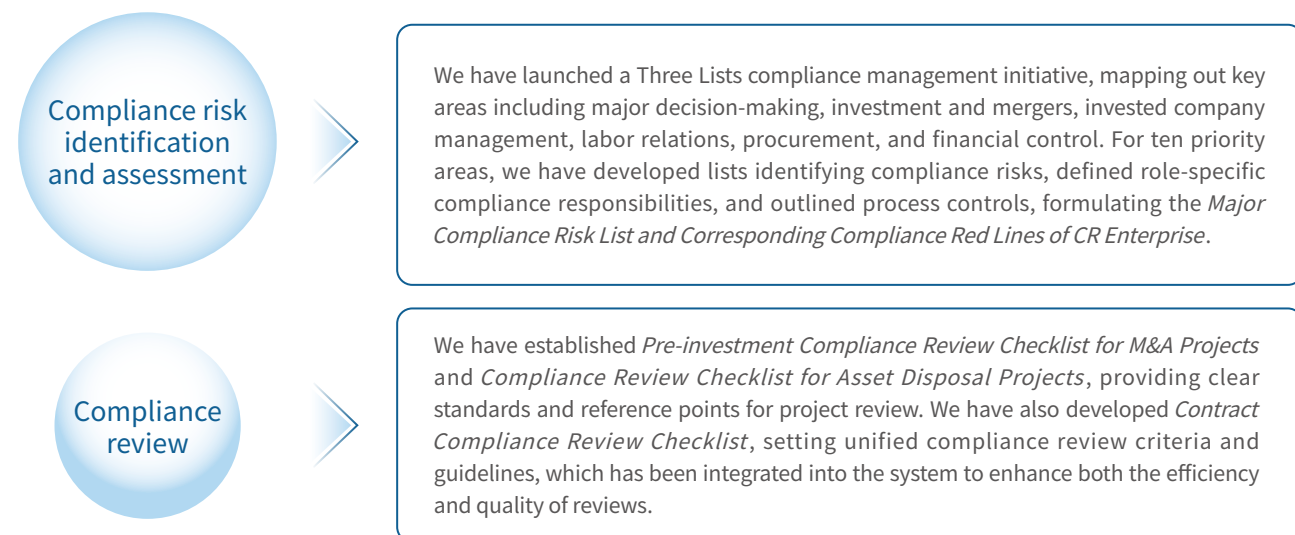 Compliance risk
identification
and assessment
We have launched a Three Lists compliance management initiative, mapping out key
areas including major decision-making, investment and mergers, invested company
management, labor relations, procurement, and financial control. For ten priority
areas, we have developed lists identifying compliance risks, defined role-specific
compliance responsibilities, and outlined process controls, formulating the Major
Compliance Risk List and Corresponding Compliance Red Lines of CR Enterprise.
Compliance
review
We have established Pre-investment Compliance Review Checklist for M&A Projects
and Compliance Review Checklist for Asset Disposal Projects, providing clear
standards and reference points for project review. We have also developed Contract
Compliance Review Checklist, setting unified compliance review criteria and
guidelines, which has been integrated into the system to enhance both the efficiency
and quality of reviews.